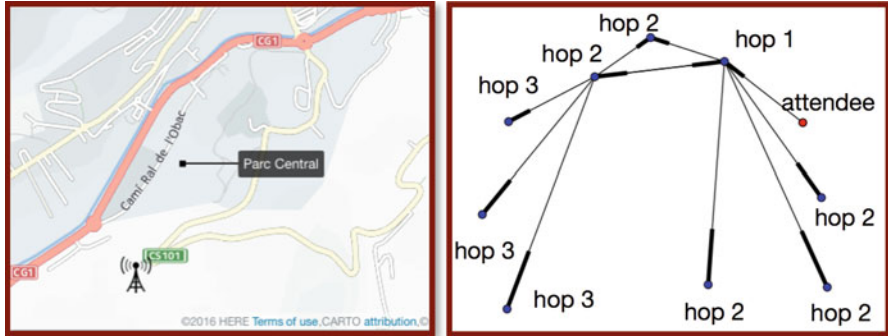 CG1
Camí Ral de l'Obac
Parc Central
CS101
CG1
©2016 HERE Terms of use,CARTO attribution,©
hop 2
hop 2
hop 1
hop 3
attendee
hop 2
hop 3
hop 3
hop 2
hop 2